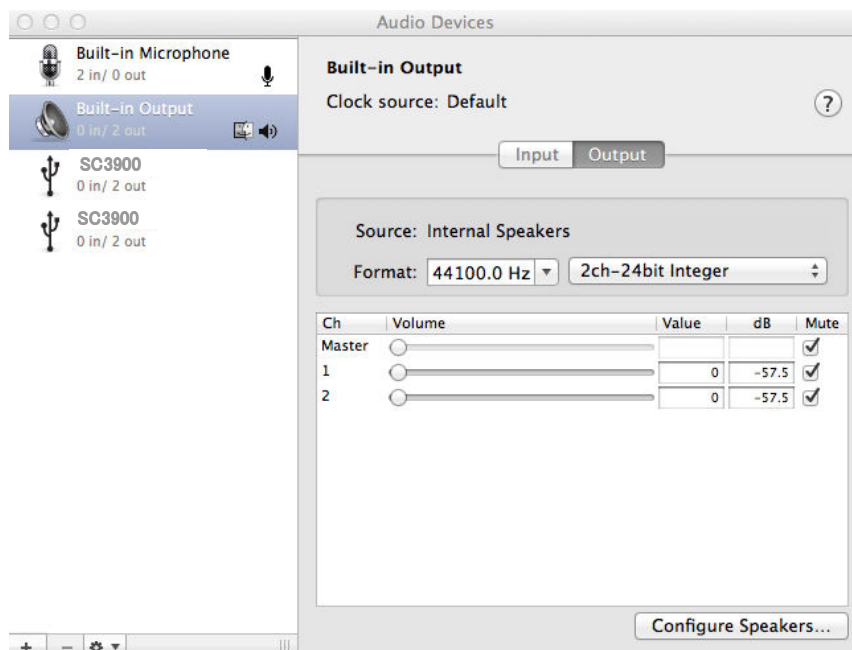 Audio Devices
Built-in Microphone
2 in/ 0 out
Built-in Output
0 in/ 2 out
SC3900
0 in/ 2 out
SC3900
0 in/ 2 out
Built-in Output
Clock source: Default
?
Input Output
Source: Internal Speakers
Format: 44100.0 Hz 2ch-24bit Integer
Ch Volume Value dB Mute
Master
1 0 -57.5
2 0 -57.5
Configure Speakers...